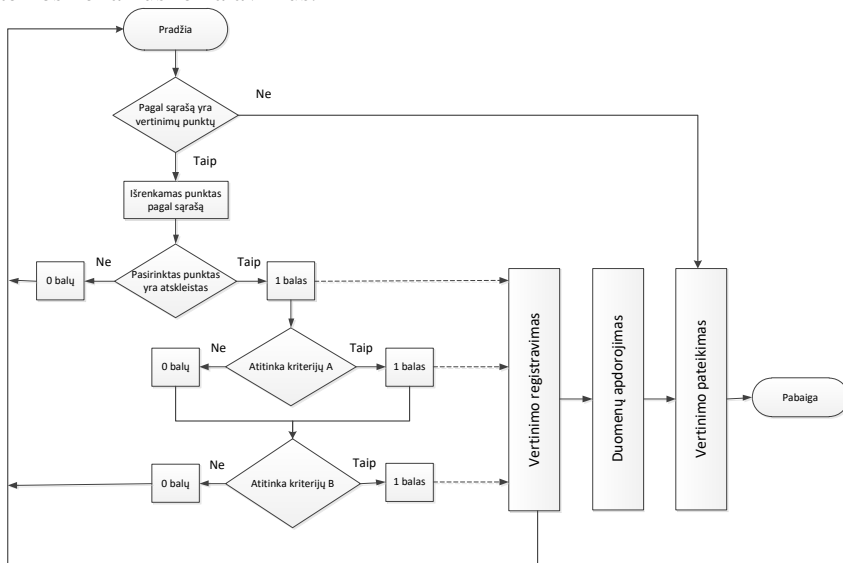 Pradžia
Ne
Pagal sąrašą yra
vertinimų punktų
Taip
Išrenkamas punktas
pagal sąrašą
Ne
Taip
0 balų
Pasirinktas punktas
yra atskleistas
1 balas
Ne
Taip
0 balų
Atitinka kriterijų A
1 balas
Ne
Taip
0 balų
Atitinka kriterijų B
1 balas
Vertinimo registravimas
Duomenų apdorojimas
Vertinimo pateikimas
Pabaiga